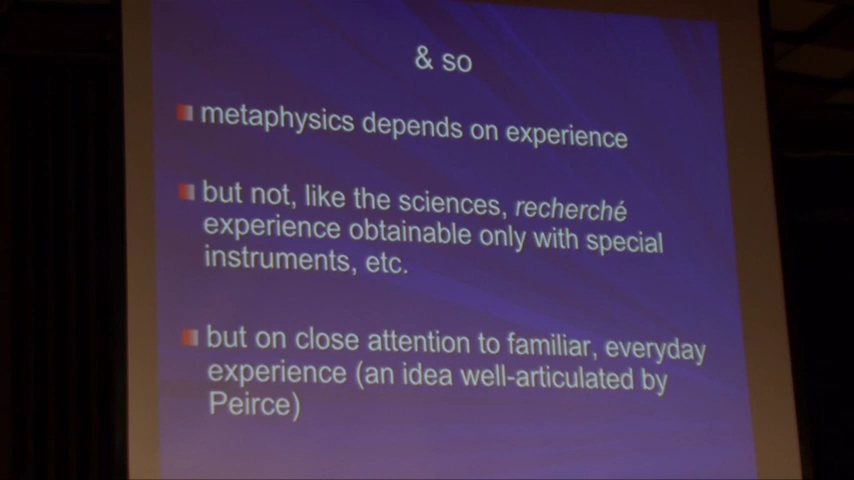 & so
metaphysics depends on experience
but not, like the sciences, recherché
experience obtainable only with special
instruments, etc.
but on close attention to familiar, everyday
experience (an idea well-articulated by
Peirce)